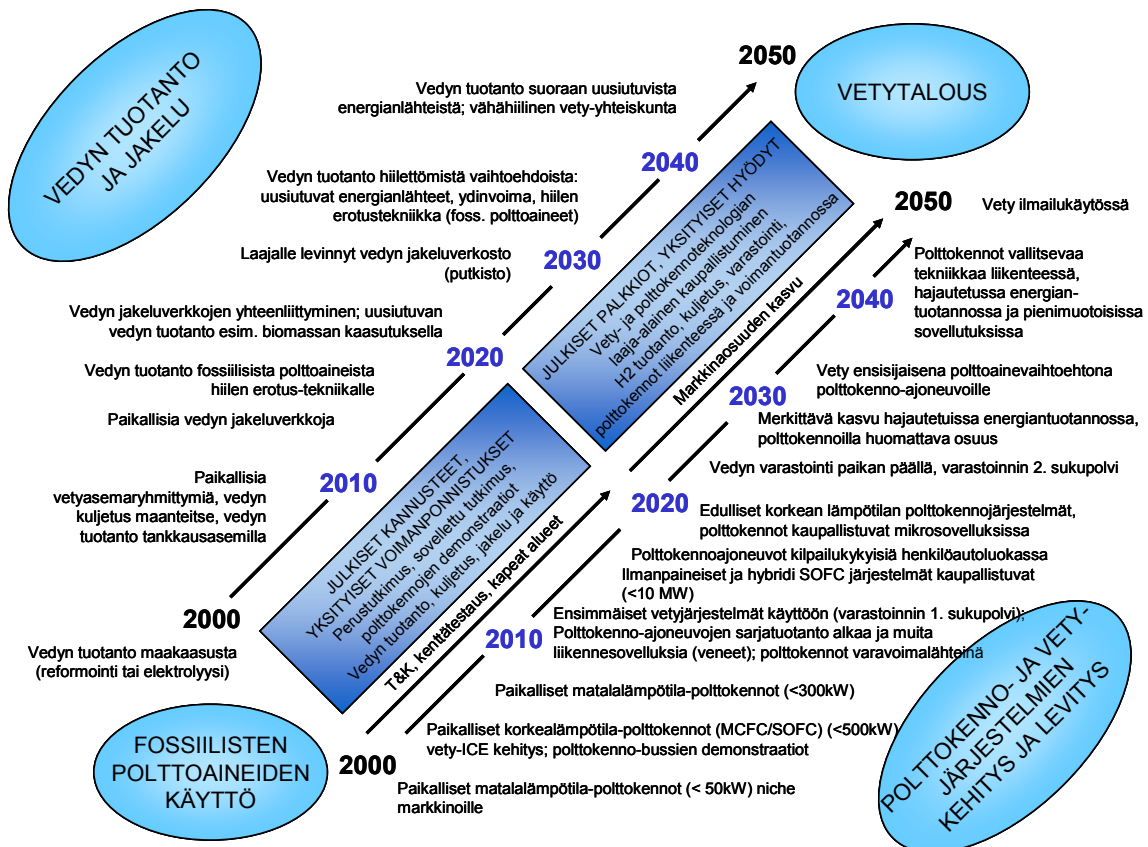 VEDYN TUOTANTO
JA JAKELU
2050
VETYTALOUS
Vedyn tuotanto suoraan uusiutuvista
energianlähteistä; vähähiilinen vety-yhteiskunta
2040
Vedyn tuotanto hiilettömistä vaihtoehdoista:
uusiutuvat energianlähteet, ydinvoima, hiilen
erotustekniikka (foss. polttoaineet)
Laajalle levinnyt vedyn jakeluverkosto
(putkisto)
2030
Vedyn jakeluverkkojen yhteenliittyminen; uusiutuvan
vedyn tuotanto esim. biomassan kaasutuksella
2020
Vedyn tuotanto fossiilisista polttoaineista
hiilen erotus-tekniikalle
Paikallisia vedyn jakeluverkkoja
2010
Paikallisia
vetyasemaryhmittymiä, vedyn
kuljetus maanteitse, vedyn
tuotanto tankkausasemilla
2000
Vedyn tuotanto maakaasusta
(reformointi tai elektrolyysi)
JULKISET PALKKIOT, YKSITYISET HYÖDYT
Vety- ja polttokennoteknologian
laaja-alainen kaupallistuminen
H2 tuotanto, kuljetus, varastointi,
polttokennot liikenteessä ja voimantuotannossa
JULKISET KANNUSTEET,
YKSITYISET VOIMANPONNISTUKSET
Perustutkimus, sovellettu tutkimus,
polttokennojen demonstraatiot
Vedyn tuotanto, kuljetus, jakelu ja käyttö
Markkinaosuuden kasvu
T&K, kenttätestaus, kapeat alueet
2050
Vety ilmailukäytössä
Polttokennot vallitsevaa
tekniikkaa liikenteessä,
hajautetussa energian-
tuotannossa ja pienimuotoisissa
sovellutuksissa
2040
Vety ensisijaisena polttoainevaihtoehtona
polttokenno-ajoneuvoille
2030
Merkittävä kasvu hajautetuissa energiantuotannossa,
polttokennoilla huomattava osuus
Vedyn varastointi paikan päällä, varastoinnin 2. sukupolvi
2020
Edulliset korkean lämpötilan polttokennojärjestelmät,
polttokennot kaupallistuvat mikrosovelluksissa
Polttokennoajoneuvot kilpailukykyisiä henkilöautoluokassa
Ilmanpaineiset ja hybridi SOFC järjestelmät kaupallistuvat
(<10 MW)
2010
Ensimmäiset vetyjärjestelmät käyttöön (varastoinnin 1. sukupolvi);
Polttokenno-ajoneuvojen sarjatuotanto alkaa ja muita
liikennesovelluksia (veneet); polttokennot varavoimalähteinä
Paikalliset matalalämpötila-polttokennot (<300kW)
Paikalliset korkealämpötila-polttokennot (MCFC/SOFC) (<500kW)
vety-ICE kehitys; polttokenno-bussien demonstraatiot
2000
Paikalliset matalalämpötila-polttokennot (< 50kW) niche
markkinoille
FOSSIILISTEN
POLTTOAINEIDEN
KÄYTTÖ
POLTTOKENNO- JA VETY-
JÄRJESTELMIEN
KEHITYS JA LEVITYS